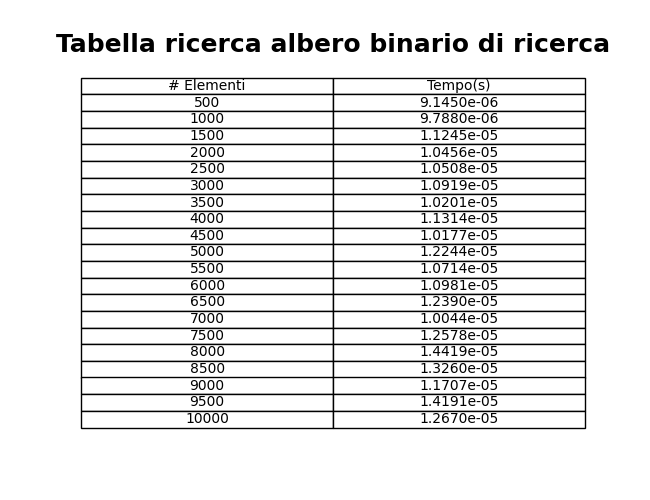 Tabella ricerca albero binario di ricerca
# Elementi Tempo(s)
500 9.1450e-06
1000 9.7880e-06
1500 1.1245e-05
2000 1.0456e-05
2500 1.0508e-05
3000 1.0919e-05
3500 1.0201e-05
4000 1.1314e-05
4500 1.0177e-05
5000 1.2244e-05
5500 1.0714e-05
6000 1.0981e-05
6500 1.2390e-05
7000 1.0044e-05
7500 1.2578e-05
8000 1.4419e-05
8500 1.3260e-05
9000 1.1707e-05
9500 1.4191e-05
10000 1.2670e-05